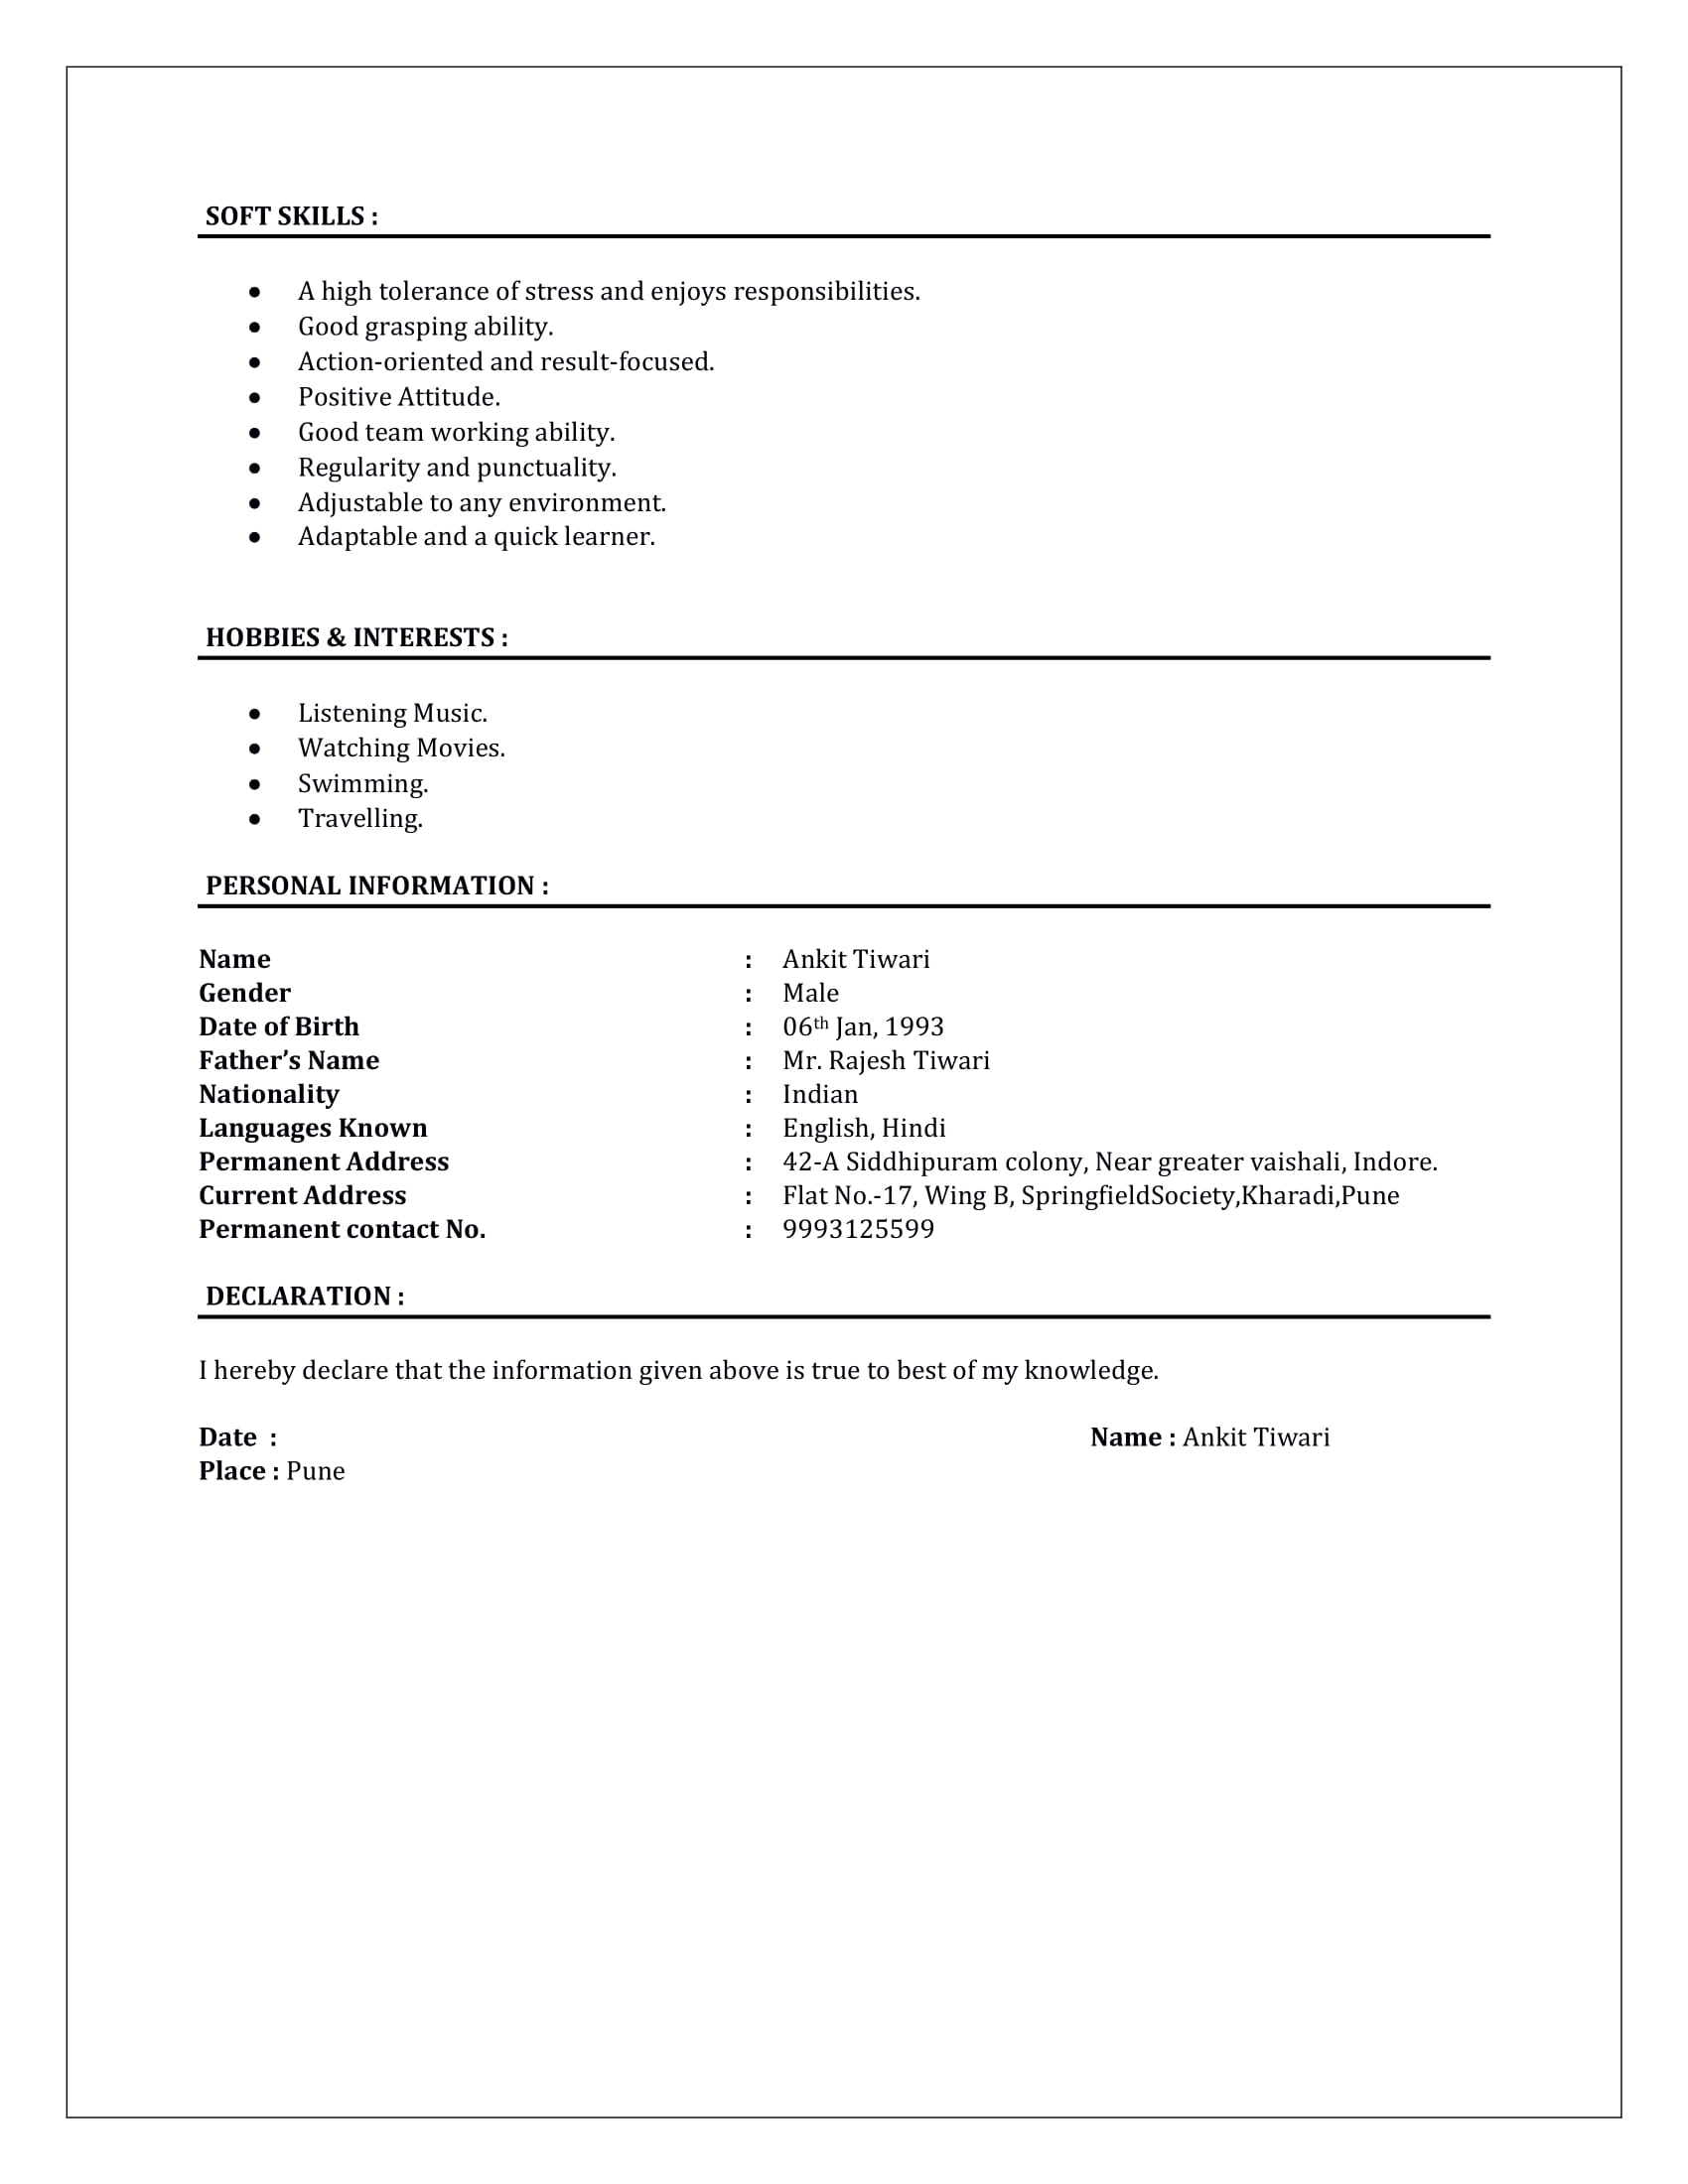 SOFT SKILLS :
• A high tolerance of stress and enjoys responsibilities.
• Good grasping ability.
• Action-oriented and result-focused.
• Positive Attitude.
• Good team working ability.
• Regularity and punctuality.
• Adjustable to any environment.
• Adaptable and a quick learner.
HOBBIES & INTERESTS :
• Listening Music.
• Watching Movies.
• Swimming.
• Travelling.
PERSONAL INFORMATION :
Name : Ankit Tiwari
Gender : Male
Date of Birth : 06th Jan, 1993
Father’s Name : Mr. Rajesh Tiwari
Nationality : Indian
Languages Known : English, Hindi
Permanent Address : 42-A Siddhipuram colony, Near greater vaishali, Indore.
Current Address : Flat No.-17, Wing B, SpringfieldSociety,Kharadi,Pune
Permanent contact No. : 9993125599
DECLARATION :
I hereby declare that the information given above is true to best of my knowledge.
Date : Name : Ankit Tiwari
Place : Pune